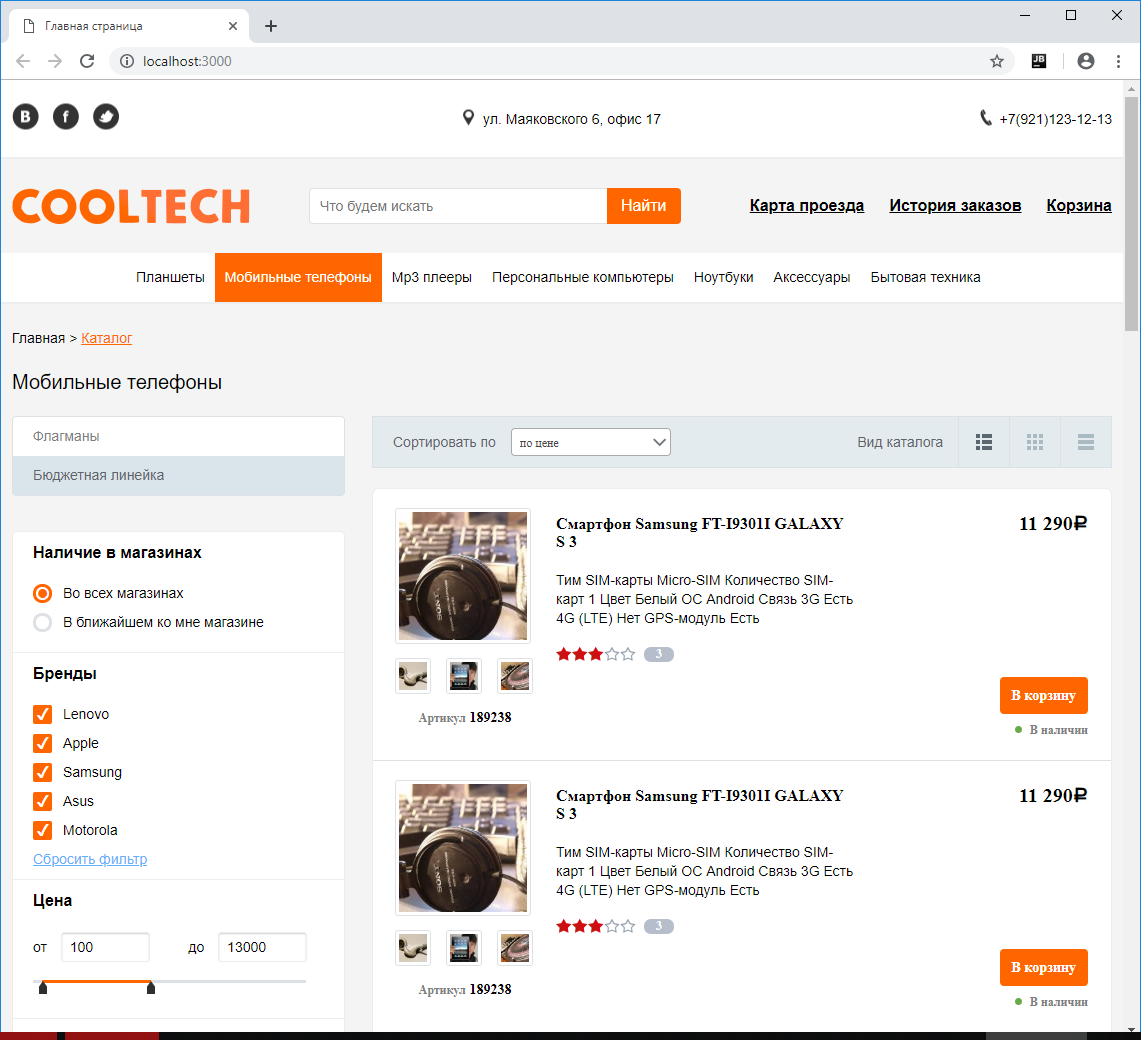 Главная страница
localhost:3000
JB
B
f
ул. Маяковского 6, офис 17
+7(921)123-12-13
COOLTECH
Что будем искать
Найти
Карта проезда
История заказов
Корзина
Планшеты
Мобильные телефоны
Mp3 плееры
Персональные компьютеры
Ноутбуки
Аксессуары
Бытовая техника
Главная > Каталог
Мобильные телефоны
Флагманы
Бюджетная линейка
Наличие в магазинах
Во всех магазинах
В ближайшем ко мне магазине
Бренды
Lenovo
Apple
Samsung
Asus
Motorola
Сбросить фильтр
Цена
от 100 до 13000
Сортировать по по цене
Вид каталога
Смартфон Samsung FT-I9301I GALAXY
S 3
11 290₽
Тим SIM-карты Micro-SIM Количество SIM-
карт 1 Цвет Белый ОС Android Связь 3G Есть
4G (LTE) Нет GPS-модуль Есть
3
SONY
Артикул 189238
В корзину
В наличии
Смартфон Samsung FT-I9301I GALAXY
S 3
11 290₽
Тим SIM-карты Micro-SIM Количество SIM-
карт 1 Цвет Белый ОС Android Связь 3G Есть
4G (LTE) Нет GPS-модуль Есть
3
SONY
Артикул 189238
В корзину
В наличии